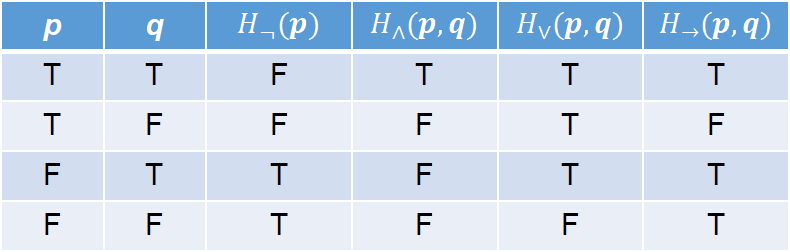 p q H¬(p) H∧(p, q) H∨(p, q) H→(p, q)
T T F T T T
T F F F T F
F T T F T T
F F T F F T